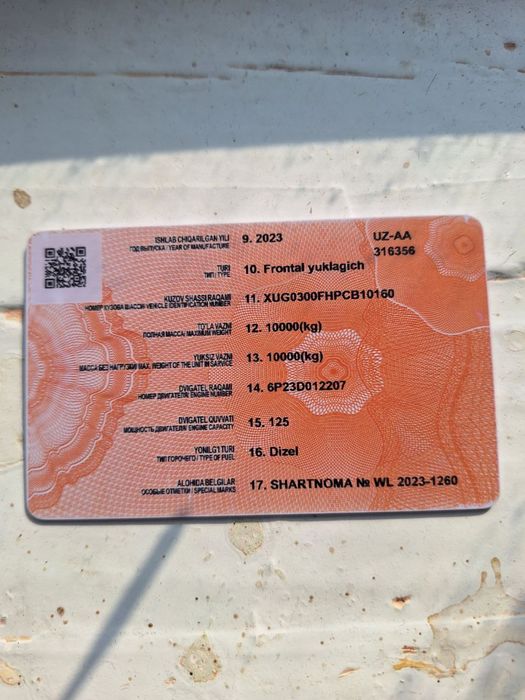 ISHLAB CHIQARILGAN YILI 9. 2023 UZ-AA
ГОД ВЫПУСКА / YEAR OF MANUFACTURE 316356
TURI 10. Frontal yuklagich
ТИП / TYPE
KUZOV SHASSI RAQAMI 11. XUG0300FHPCB10160
НОМЕР КУЗОВА ШАССИ/ VEHICLE IDENTIFICATION NUMBER
TO'LA VAZNI 12. 10000(kg)
ПОЛНАЯ МАССА/ MAXIMUM WEIGHT
YUKSIZ VAZNI 13. 10000(kg)
МАССА БЕЗ НАГРУЗКИ/ MAX. WEIGHT OF THE UNIT IN SERVICE
DVIGATEL RAQAMI 14. 6P23D012207
НОМЕР ДВИГАТЕЛЯ/ ENGINE NUMBER
DVIGATEL QUVVATI 15. 125
МОЩНОСТЬ ДВИГАТЕЛЯ/ ENGINE CAPACITY
YONILG'I TURI 16. Dizel
ТИП ГОРЮЧЕГО / TYPE OF FUEL
ALOHIDA BELGILAR 17. SHARTNOMA № WL 2023-1260
ОСОБЫЕ ОТМЕТКИ / SPECIAL MARKS